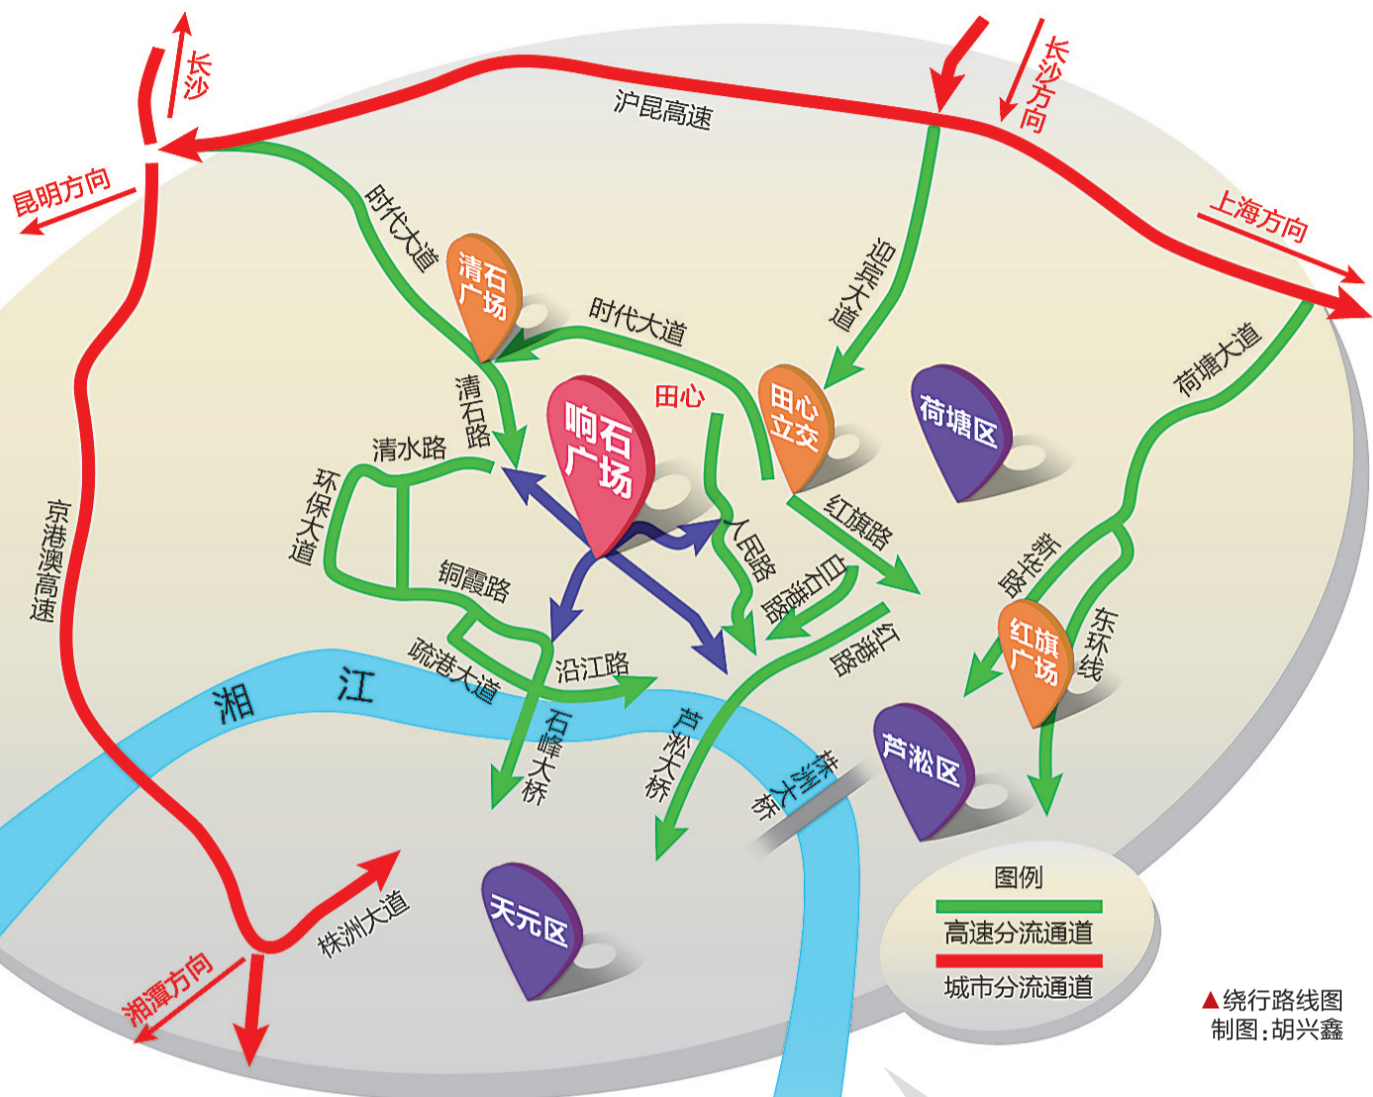 长沙
长沙方向
沪昆高速
昆明方向
上海方向
时代大道
迎宾大道
清石广场
时代大道
荷塘大道
田心
田心立交
荷塘区
清石路
响石广场
清水路
环保大道
红旗路
京港澳高速
人民路
白石港路
新华路
铜霞路
红旗广场
东环线
红港路
疏港大道
沿江路
湘江
石峰大桥
芦淞大桥
株洲大桥
芦淞区
图例
高速分流通道
城市分流通道
天元区
株洲大道
湘潭方向
▲绕行路线图
制图:胡兴鑫